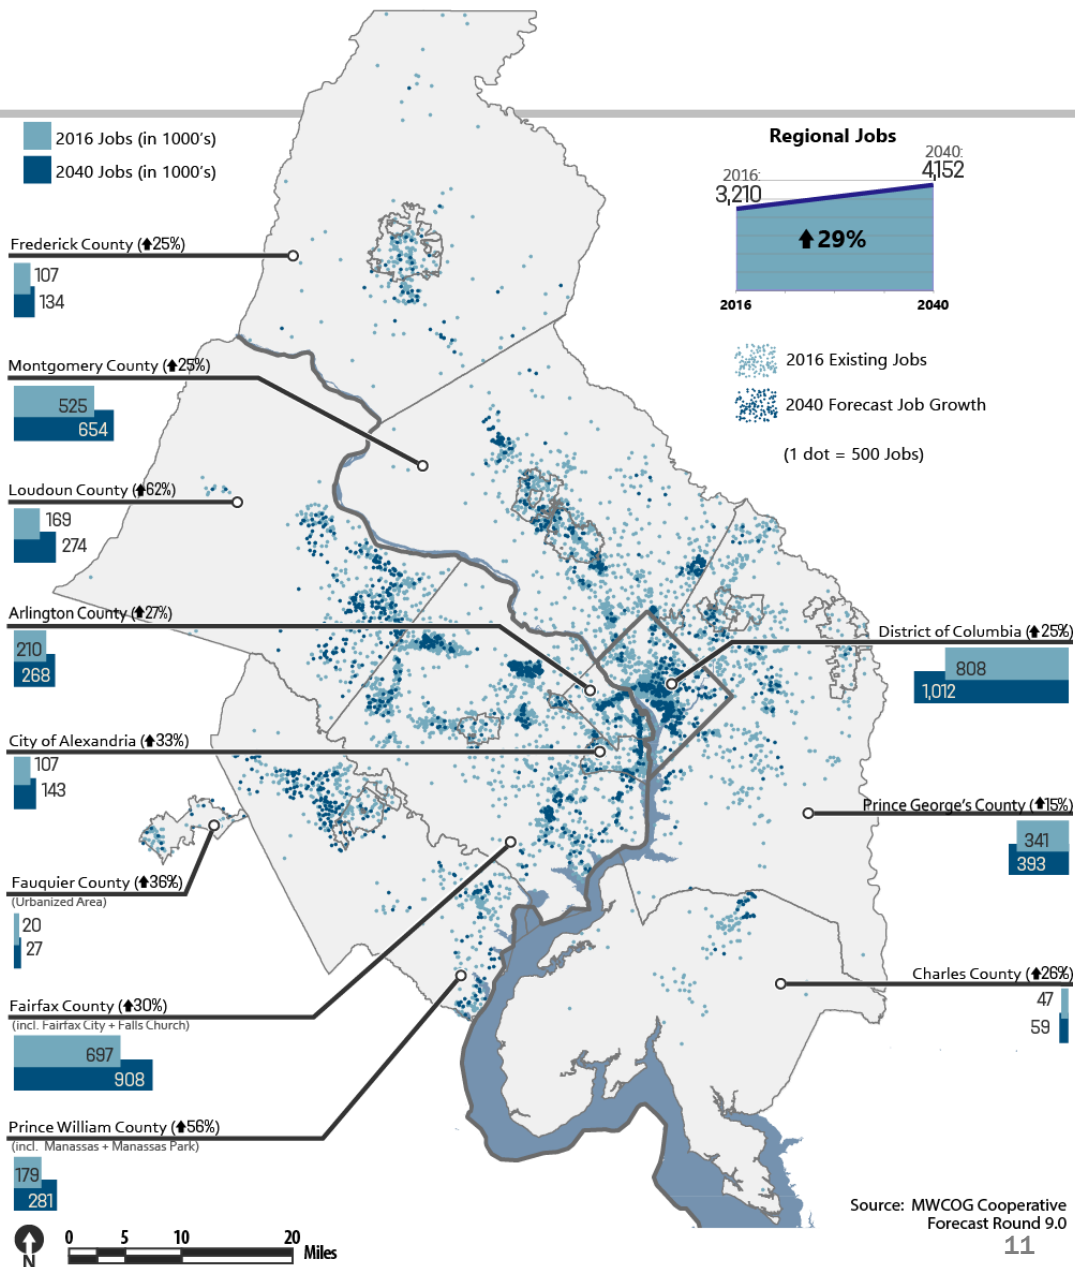 2016 Jobs (in 1000's)
2040 Jobs (in 1000's)
Regional Jobs
2016:
3,210
2040:
4,152
⬆29%
2016
2040
2016 Existing Jobs
2040 Forecast Job Growth
(1 dot = 500 Jobs)
Frederick County (⬆25%)
107
134
Montgomery County (⬆25%)
525
654
Loudoun County (⬆62%)
169
274
Arlington County (⬆27%)
210
268
City of Alexandria (⬆33%)
107
143
Fauquier County (⬆36%)
(Urbanized Area)
20
27
Fairfax County (⬆30%)
(incl. Fairfax City + Falls Church)
697
908
Prince William County (⬆56%)
(incl. Manassas + Manassas Park)
179
281
District of Columbia (⬆25%)
808
1,012
Prince George's County (⬆15%)
341
393
Charles County (⬆26%)
47
59
N
0 5 10 20
Miles
Source: MWCOG Cooperative
Forecast Round 9.0
11